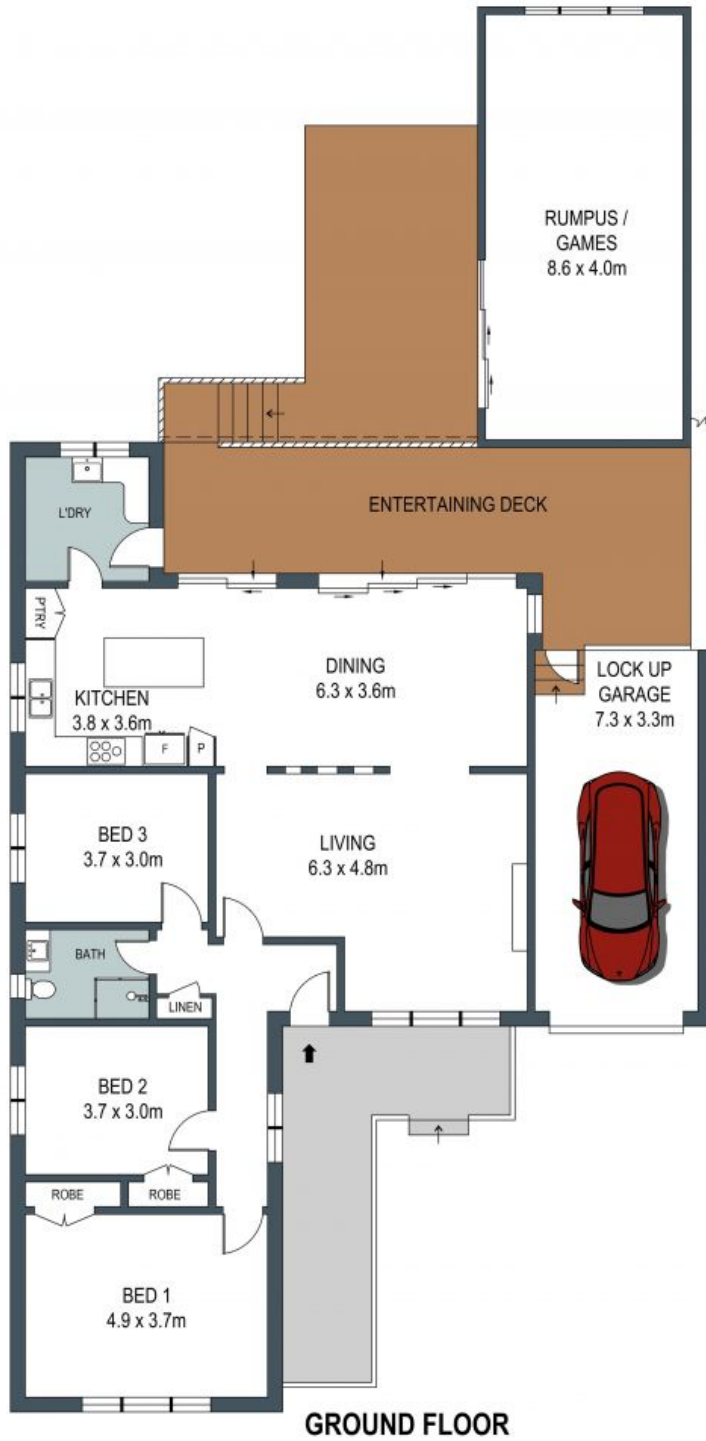 RUMPUS /
GAMES
8.6 x 4.0m
ENTERTAINING DECK
L'DRY
PTRY
KITCHEN
3.8 x 3.6m
F
P
DINING
6.3 x 3.6m
LOCK UP
GARAGE
7.3 x 3.3m
BED 3
3.7 x 3.0m
LIVING
6.3 x 4.8m
BATH
LINEN
BED 2
3.7 x 3.0m
ROBE
ROBE
BED 1
4.9 x 3.7m
GROUND FLOOR